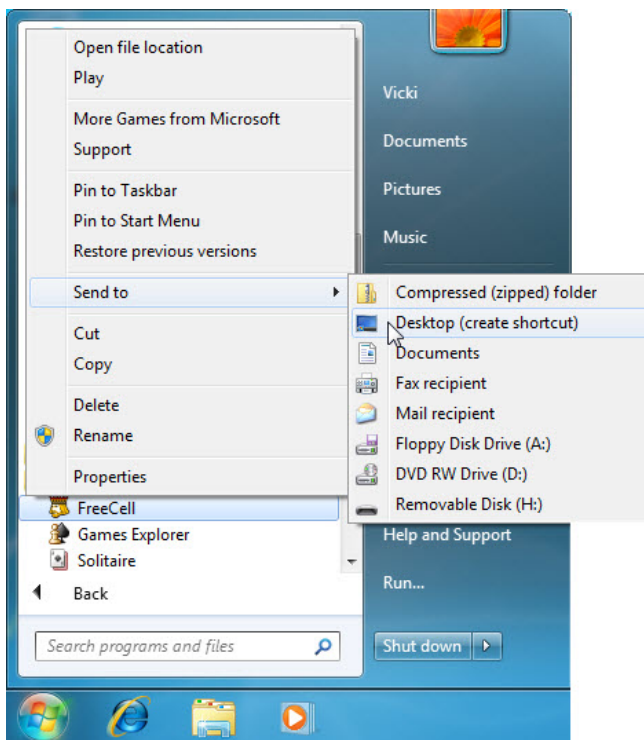 Open file location
Play
More Games from Microsoft
Support
Pin to Taskbar
Pin to Start Menu
Restore previous versions
Send to
Cut
Copy
Delete
Rename
Properties
FreeCell
Games Explorer
Solitaire
Back
Search programs and files
Vicki
Documents
Pictures
Music
Compressed (zipped) folder
Desktop (create shortcut)
Documents
Fax recipient
Mail recipient
Floppy Disk Drive (A:)
DVD RW Drive (D:)
Removable Disk (H:)
Help and Support
Run...
Shut down